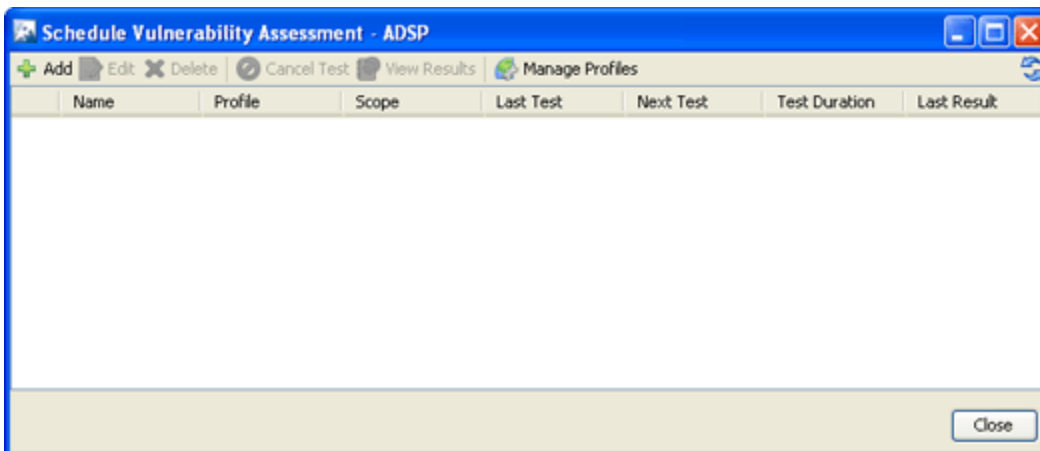 Schedule Vulnerability Assessment - ADSP
Add Edit Delete Cancel Test View Results Manage Profiles
Name Profile Scope Last Test Next Test Test Duration Last Result
Close